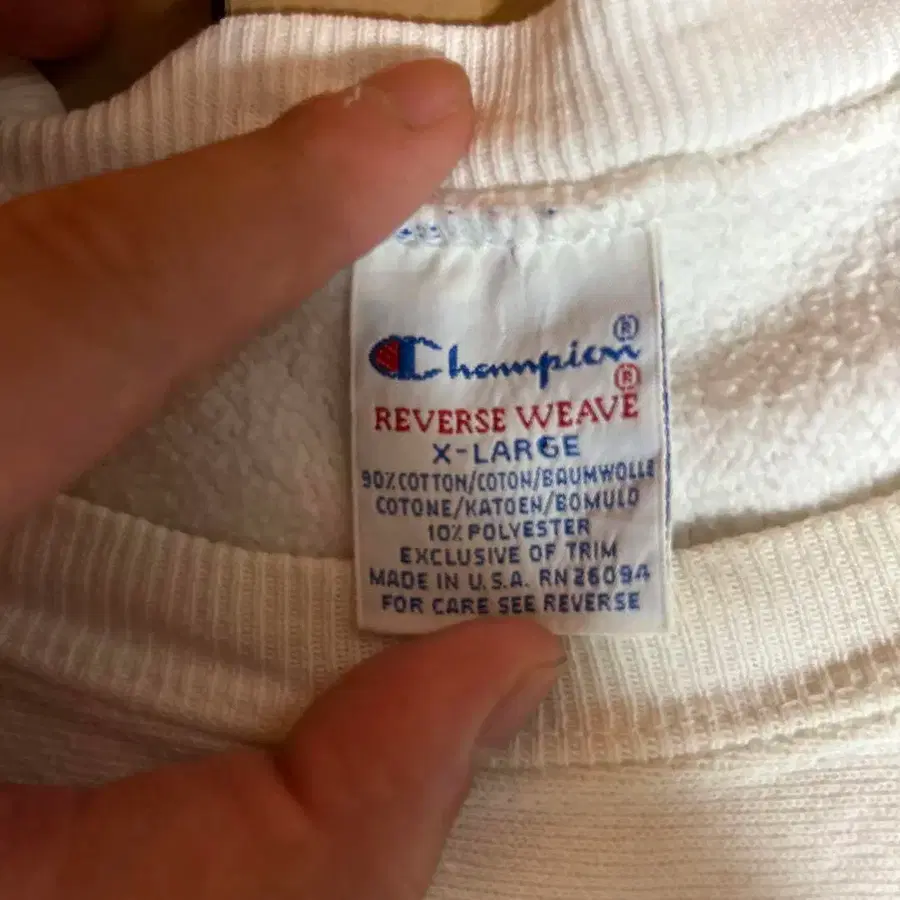 Champion®
REVERSE WEAVE®
X-LARGE
90% COTTON/COTON/BAUMWOLLE
COTONE/KATOEN/BOMULD
10% POLYESTER
EXCLUSIVE OF TRIM
MADE IN U.S.A. RN26094
FOR CARE SEE REVERSE